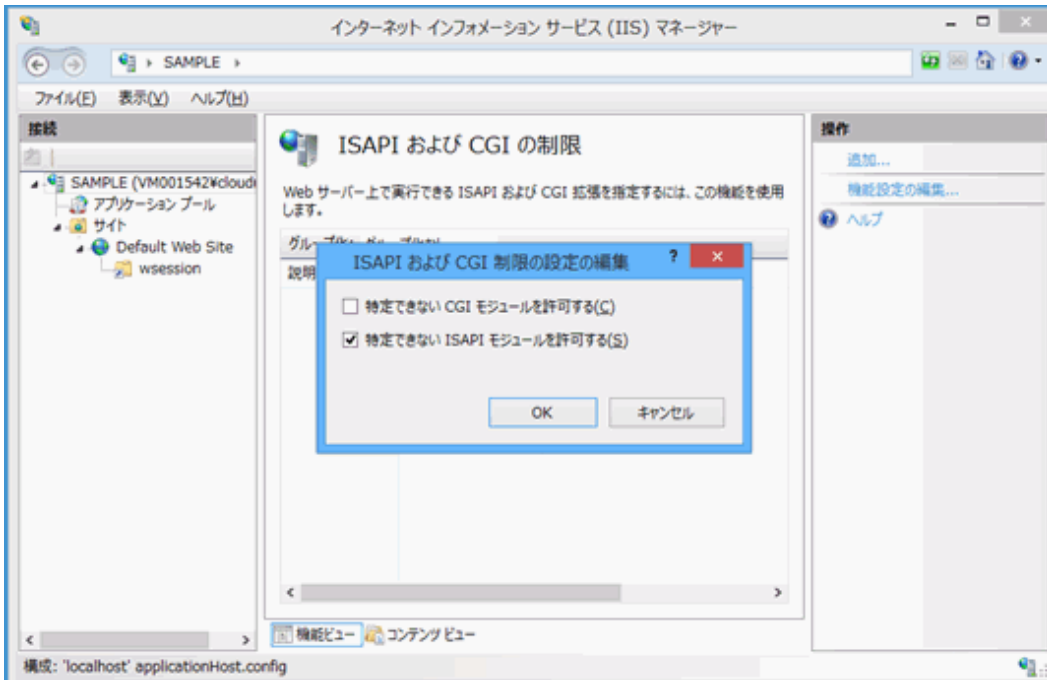 インターネット インフォメーション サービス (IIS) マネージャー
SAMPLE
ファイル(F) 表示(V) ヘルプ(H)
接続
SAMPLE (VM001542¥cloud
アプリケーション プール
サイト
Default Web Site
wsession
ISAPI および CGI の制限
Web サーバー上で実行できる ISAPI および CGI 拡張を指定するには、この機能を使用
します。
説明
ISAPI および CGI 制限の設定の編集 ?
特定できない CGI モジュールを許可する(C)
特定できない ISAPI モジュールを許可する(S)
OK キャンセル
機能ビュー コンテンツ ビュー
操作
追加...
機能設定の編集...
ヘルプ
構成: 'localhost' applicationHost.config